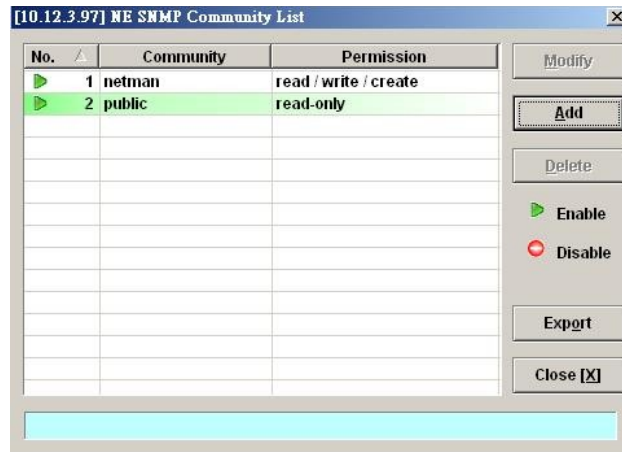 [10.12.3.97] NE SNMP Community List
No. Community Permission
1 netman read / write / create
2 public read-only
Modify
Add
Delete
Enable
Disable
Export
Close [X]